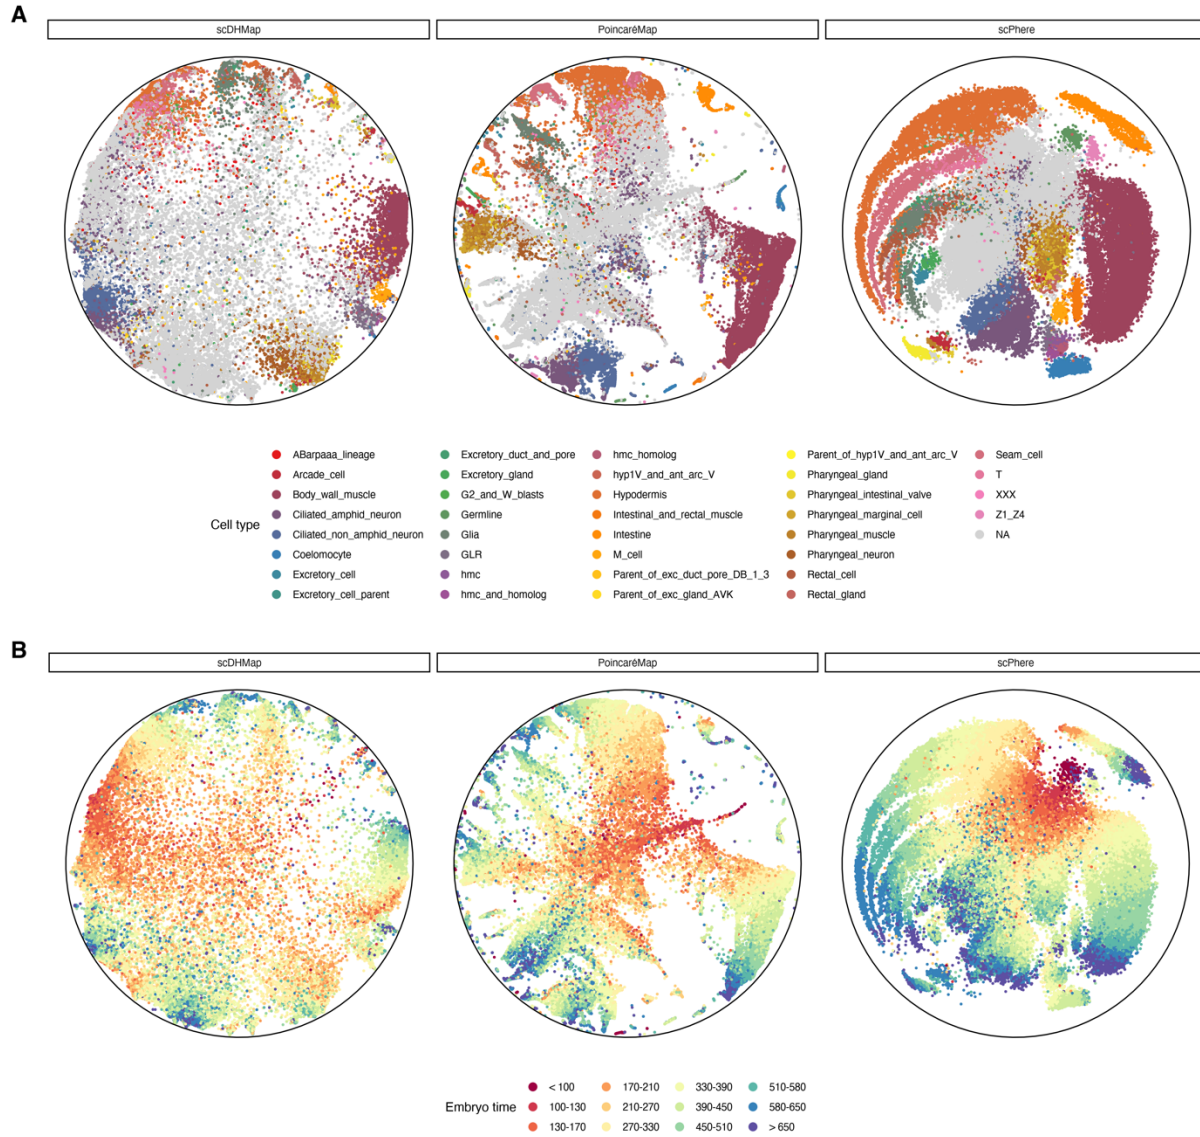 A
scDHMap
PoincaréMap
scPhere
Cell type
ABarpaaa_lineage
Arcade_cell
Body_wall_muscle
Ciliated_amphid_neuron
Ciliated_non_amphid_neuron
Coelomocyte
Excretory_cell
Excretory_cell_parent
Excretory_duct_and_pore
Excretory_gland
G2_and_W_blasts
Germline
Glia
GLR
hmc
hmc_and_homolog
hmc_homolog
hyp1V_and_ant_arc_V
Hypodermis
Intestinal_and_rectal_muscle
Intestine
M_cell
Parent_of_exc_duct_pore_DB_1_3
Parent_of_exc_gland_AVK
Parent_of_hyp1V_and_ant_arc_V
Pharyngeal_gland
Pharyngeal_intestinal_valve
Pharyngeal_marginal_cell
Pharyngeal_muscle
Pharyngeal_neuron
Rectal_cell
Rectal_gland
Seam_cell
T
XXX
Z1_Z4
NA
B
scDHMap
PoincaréMap
scPhere
Embryo time
< 100
100-130
130-170
170-210
210-270
270-330
330-390
390-450
450-510
510-580
580-650
> 650